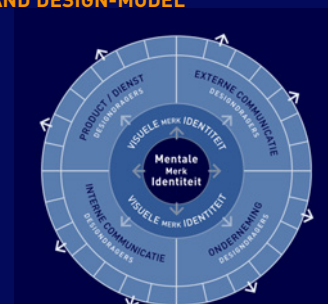 AND DESIGN-MODEL
PRODUCT / DIENST
DESIGNDRAGERS
EXTERNE COMMUNICATIE
DESIGNDRAGERS
VISUELE MERK IDENTITEIT
Mentale
Merk
Identiteit
VISUELE MERK IDENTITEIT
INTERNE COMMUNICATIE
DESIGNDRAGERS
ONDERNEMING
DESIGNDRAGERS